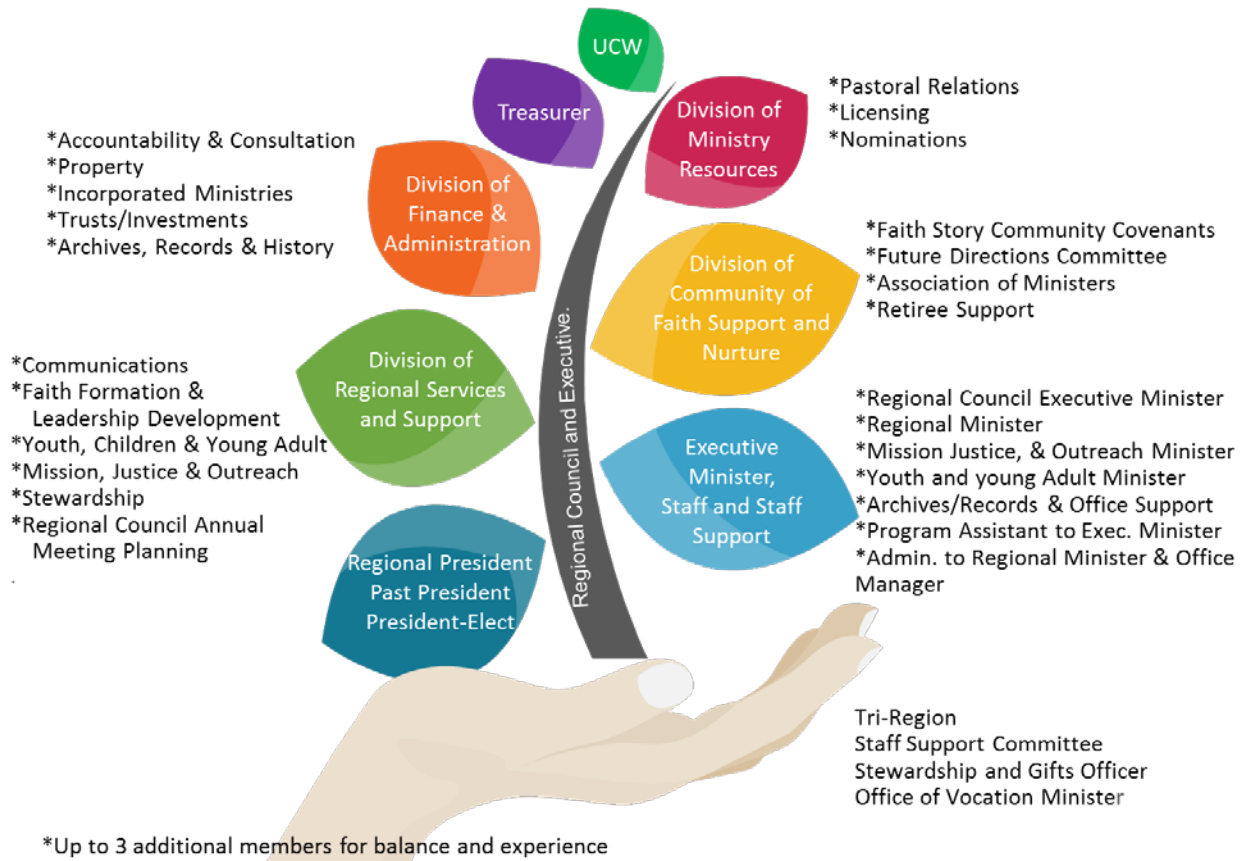 UCW
Treasurer
Division of
Ministry
Resources
*Pastoral Relations
*Licensing
*Nominations
*Accountability & Consultation
*Property
*Incorporated Ministries
*Trusts/Investments
*Archives, Records & History
Division of
Finance &
Administration
Division of
Community of
Faith Support and
Nurture
*Faith Story Community Covenants
*Future Directions Committee
*Association of Ministers
*Retiree Support
*Communications
*Faith Formation &
Leadership Development
*Youth, Children & Young Adult
*Mission, Justice & Outreach
*Stewardship
*Regional Council Annual
Meeting Planning
.
Division of
Regional Services
and Support
Regional Council and Executive.
Executive
Minister,
Staff and Staff
Support
*Regional Council Executive Minister
*Regional Minister
*Mission Justice, & Outreach Minister
*Youth and young Adult Minister
*Archives/Records & Office Support
*Program Assistant to Exec. Minister
*Admin. to Regional Minister & Office
Manager
Regional President
Past President
President-Elect
Tri-Region
Staff Support Committee
Stewardship and Gifts Officer
Office of Vocation Minister
*Up to 3 additional members for balance and experience